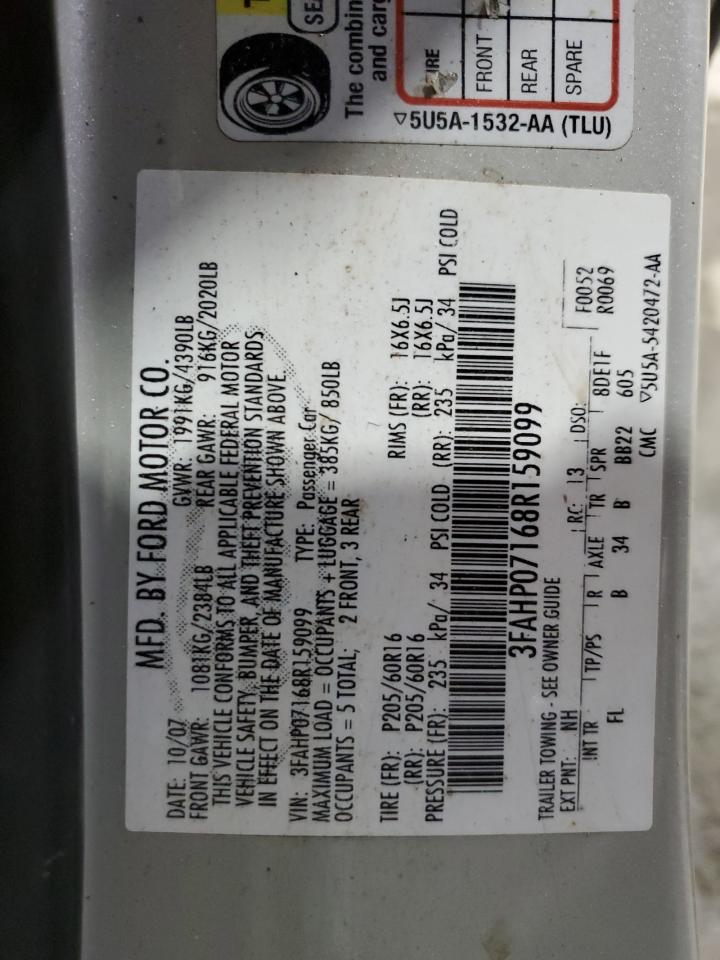 SE
The combin
and carg
FRONT
REAR
SPARE
▽5U5A-1532-AA (TLU)
MFD. BY FORD MOTOR CO.
DATE: 10/07 GVWR: 1991KG/4390LB
FRONT GAWR: 1081KG/2384LB REAR GAWR: 916KG/2020LB
THIS VEHICLE CONFORMS TO ALL APPLICABLE FEDERAL MOTOR
VEHICLE SAFETY, BUMPER, AND THEFT PREVENTION STANDARDS
IN EFFECT ON THE DATE OF MANUFACTURE SHOWN ABOVE.
VIN: 3FAHP07168R159099 TYPE: Passenger Car
MAXIMUM LOAD = OCCUPANTS + LUGGAGE = 385KG/ 850LB
OCCUPANTS = 5 TOTAL; 2 FRONT, 3 REAR
TIRE (FR): P205/60R16 RIMS (FR): 16X6.5J
(RR): P205/60R16 (RR): 16X6.5J
PRESSURE (FR): 235 kPa/ 34 PSI COLD (RR): 235 kPa/ 34 PSI COLD
3FAHP07168R159099
TRAILER TOWING - SEE OWNER GUIDE
EXT PNT: NH RC: 13 DSO: F0052
R0069
INT TR TP/PS R AXLE TR SPR 8DE1F
FL B 34 B BB22 605
CMC ▽5U5A-5420472-AA